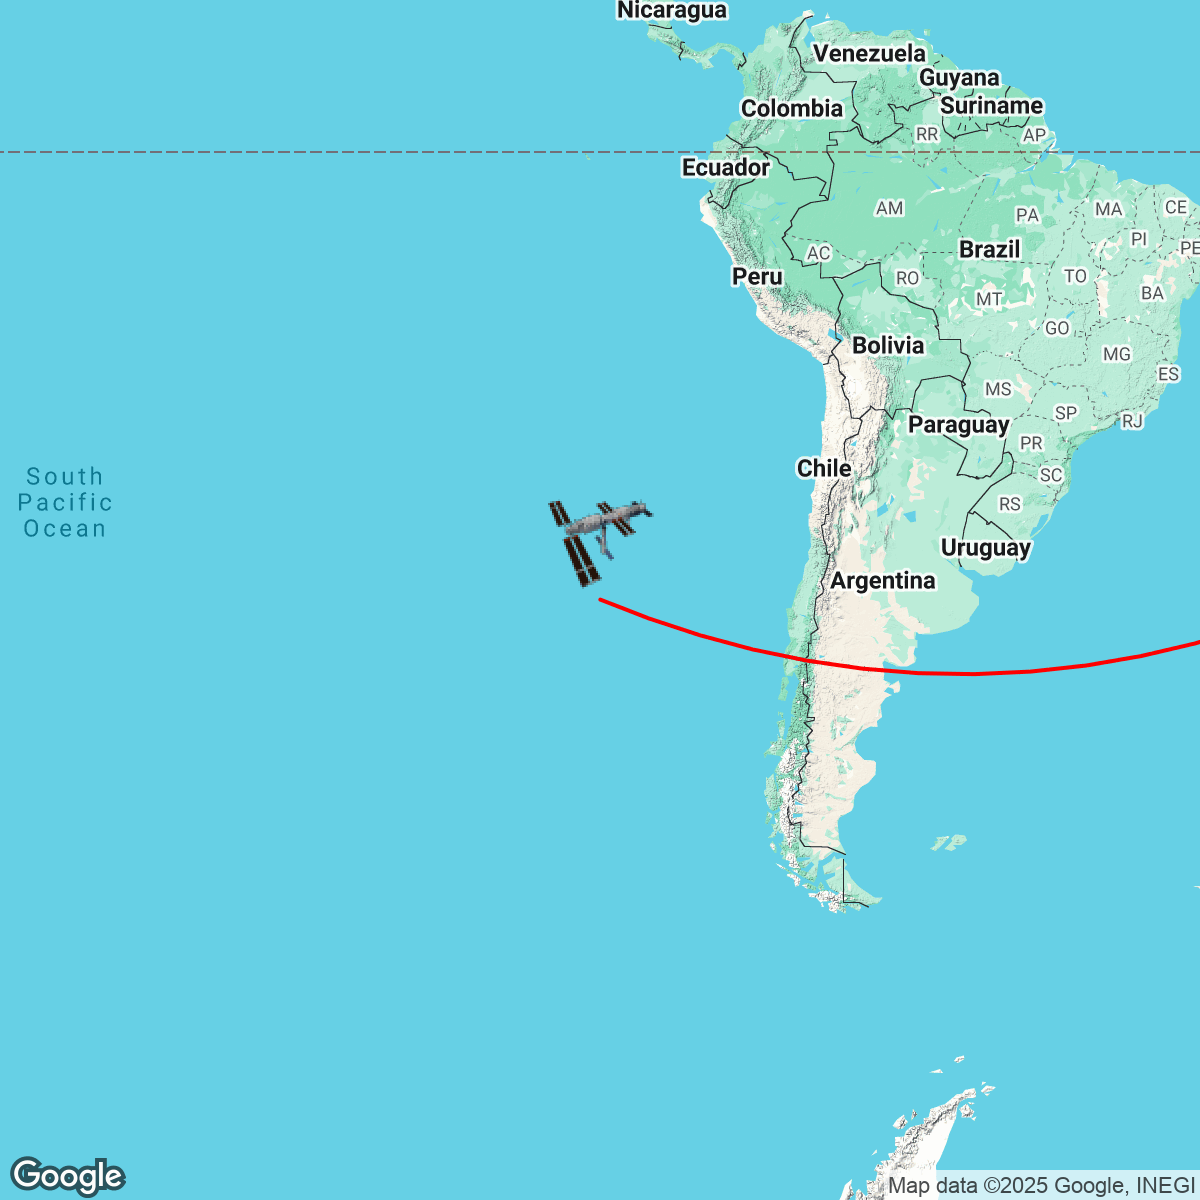 Nicaragua
Venezuela
Guyana
Colombia
Suriname
RR
AP
Ecuador
AM
PA
MA
CE
PI
PE
AC
Brazil
Peru
RO
TO
MT
BA
GO
Bolivia
MG
ES
MS
SP
Paraguay
RJ
PR
Chile
SC
South
Pacific
Ocean
RS
Uruguay
Argentina
Google
Map data ©2025 Google, INEGI